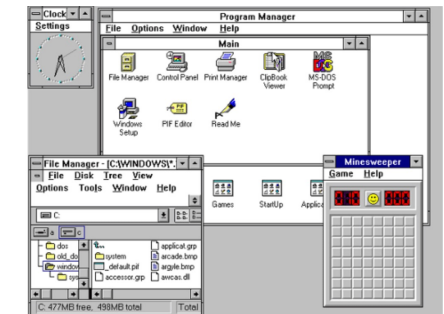 Clock
Settings
Program Manager
File Options Window Help
Main
File Manager
Control Panel
Print Manager
ClipBook Viewer
MS-DOS Prompt
Windows Setup
PIF Editor
Read Me
Games
StartUp
File Manager - [C:\WINDOWS\*.
File Disk Tree View
Options Tools Window Help
C:
a c
dos
old_do
window
system
_default.pif
accessor.grp
applicat.grp
arcade.bmp
argyle.bmp
awcas.dll
C: 477MB free, 498MB total
Total
Minesweeper
Game Help